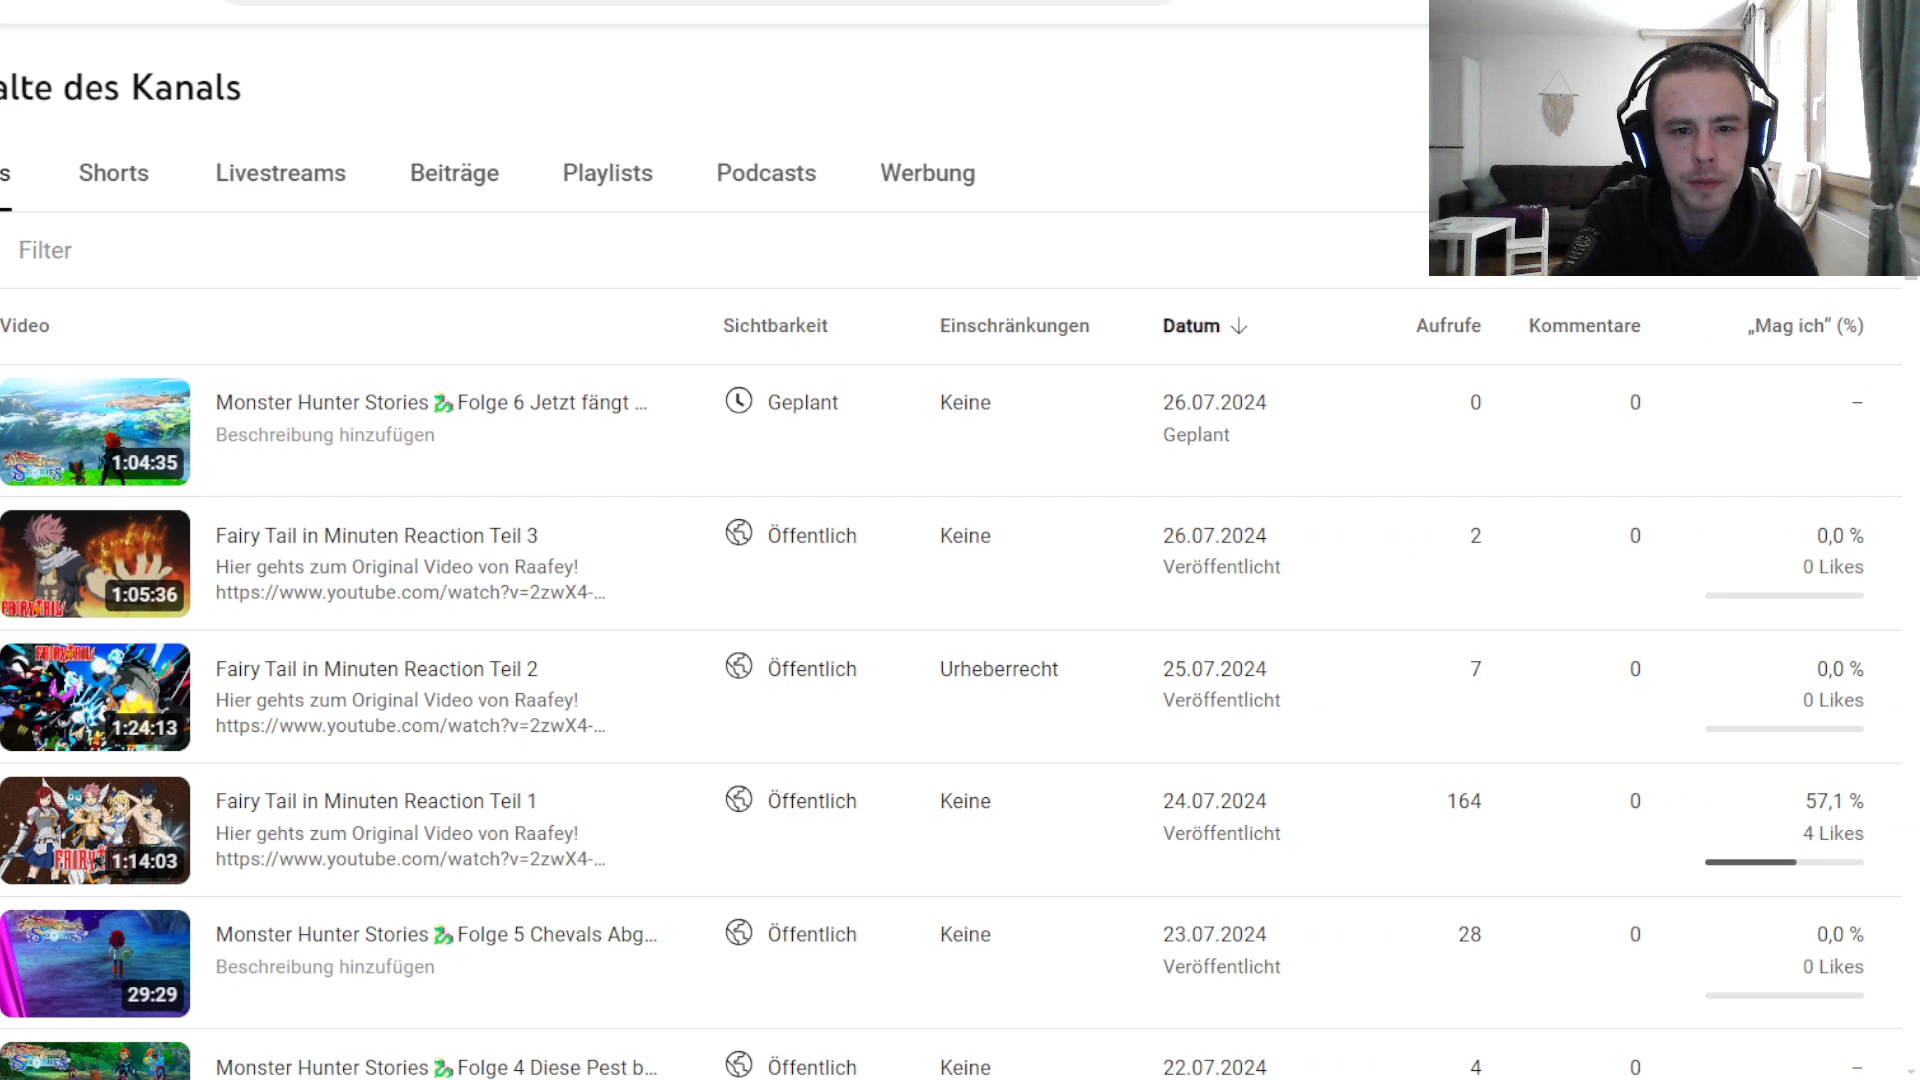 alte des Kanals
s Shorts Livestreams Beiträge Playlists Podcasts Werbung
Filter
Video Sichtbarkeit Einschränkungen Datum Aufrufe Kommentare „Mag ich“ (%)
Monster Hunter Stories🐉Folge 6 Jetzt fängt ... Geplant Keine 26.07.2024 0 0 –
Beschreibung hinzufügen Geplant
1:04:35
Fairy Tail in Minuten Reaction Teil 3 Öffentlich Keine 26.07.2024 2 0 0,0 %
Hier gehts zum Original Video von Raafey! Veröffentlicht 0 Likes
https://www.youtube.com/watch?v=2zwX4-...
1:05:36
FAIRY TAIL
Fairy Tail in Minuten Reaction Teil 2 Öffentlich Urheberrecht 25.07.2024 7 0 0,0 %
Hier gehts zum Original Video von Raafey! Veröffentlicht 0 Likes
https://www.youtube.com/watch?v=2zwX4-...
FAIRY TAIL
1:24:13
Fairy Tail in Minuten Reaction Teil 1 Öffentlich Keine 24.07.2024 164 0 57,1 %
Hier gehts zum Original Video von Raafey! Veröffentlicht 4 Likes
https://www.youtube.com/watch?v=2zwX4-...
FAIRY
1:14:03
Monster Hunter Stories🐉Folge 5 Chevals Abg... Öffentlich Keine 23.07.2024 28 0 0,0 %
Beschreibung hinzufügen Veröffentlicht 0 Likes
29:29
Monster Hunter Stories🐉Folge 4 Diese Pest b... Öffentlich Keine 22.07.2024 4 0 –